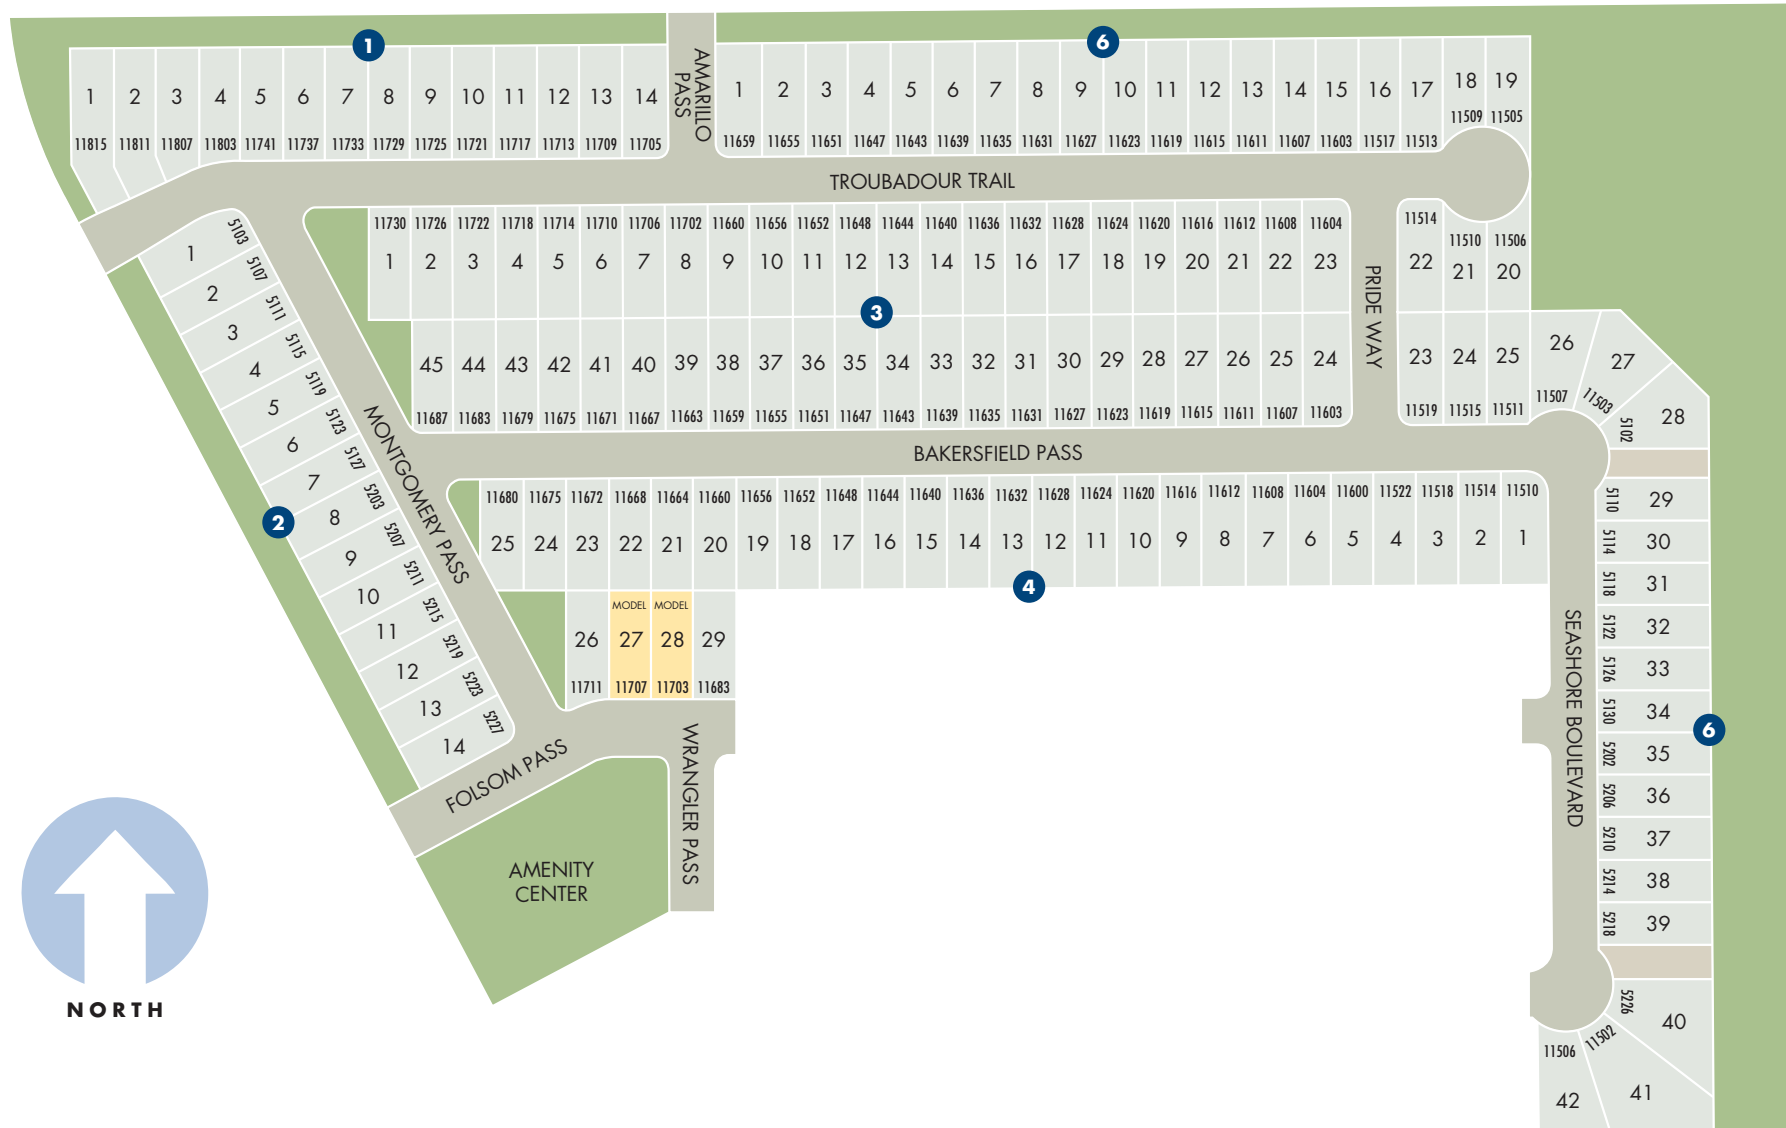 1
6
1 2 3 4 5 6 7 8 9 10 11 12 13 14
11815 11811 11807 11803 11741 11737 11733 11729 11725 11721 11717 11713 11709 11705
AMARILLO
PASS
1 2 3 4 5 6 7 8 9 10 11 12 13 14 15 16 17 18 19
11659 11655 11651 11647 11643 11639 11635 11631 11627 11623 11619 11615 11611 11607 11603 11517 11513 11509 11505
TROUBADOUR TRAIL
11730 11726 11722 11718 11714 11710 11706 11702 11660 11656 11652 11648 11644 11640 11636 11632 11628 11624 11620 11616 11612 11608 11604
1 2 3 4 5 6 7 8 9 10 11 12 13 14 15 16 17 18 19 20 21 22 23
3
45 44 43 42 41 40 39 38 37 36 35 34 33 32 31 30 29 28 27 26 25 24
11687 11683 11679 11675 11671 11667 11663 11659 11655 11651 11647 11643 11639 11635 11631 11627 11623 11619 11615 11611 11607 11603
PRIDE WAY
11514 11510 11506
22 21 20
23 24 25 26 27 28
11519 11515 11511 11507 11503 5102
BAKERSFIELD PASS
MONTGOMERY PASS
1 5103
2 5107
3 5111
4 5115
5 5119
6 5123
7 5127
8 5203
9 5207
10 5211
11 5215
12 5219
13 5223
14 5227
2
11680 11675 11672 11668 11664 11660 11656 11652 11648 11644 11640 11636 11632 11628 11624 11620 11616 11612 11608 11604 11600 11522 11518 11514 11510
25 24 23 22 21 20 19 18 17 16 15 14 13 12 11 10 9 8 7 6 5 4 3 2 1
4
MODEL MODEL
26 27 28 29
11711 11707 11703 11683
FOLSOM PASS
WRANGLER PASS
AMENITY
CENTER
SEASHORE BOULEVARD
5110 29
5114 30
5118 31
5122 32
5126 33
5130 34
6
5202 35
5206 36
5210 37
5214 38
5218 39
5226 40
11502 41
11506 42
NORTH